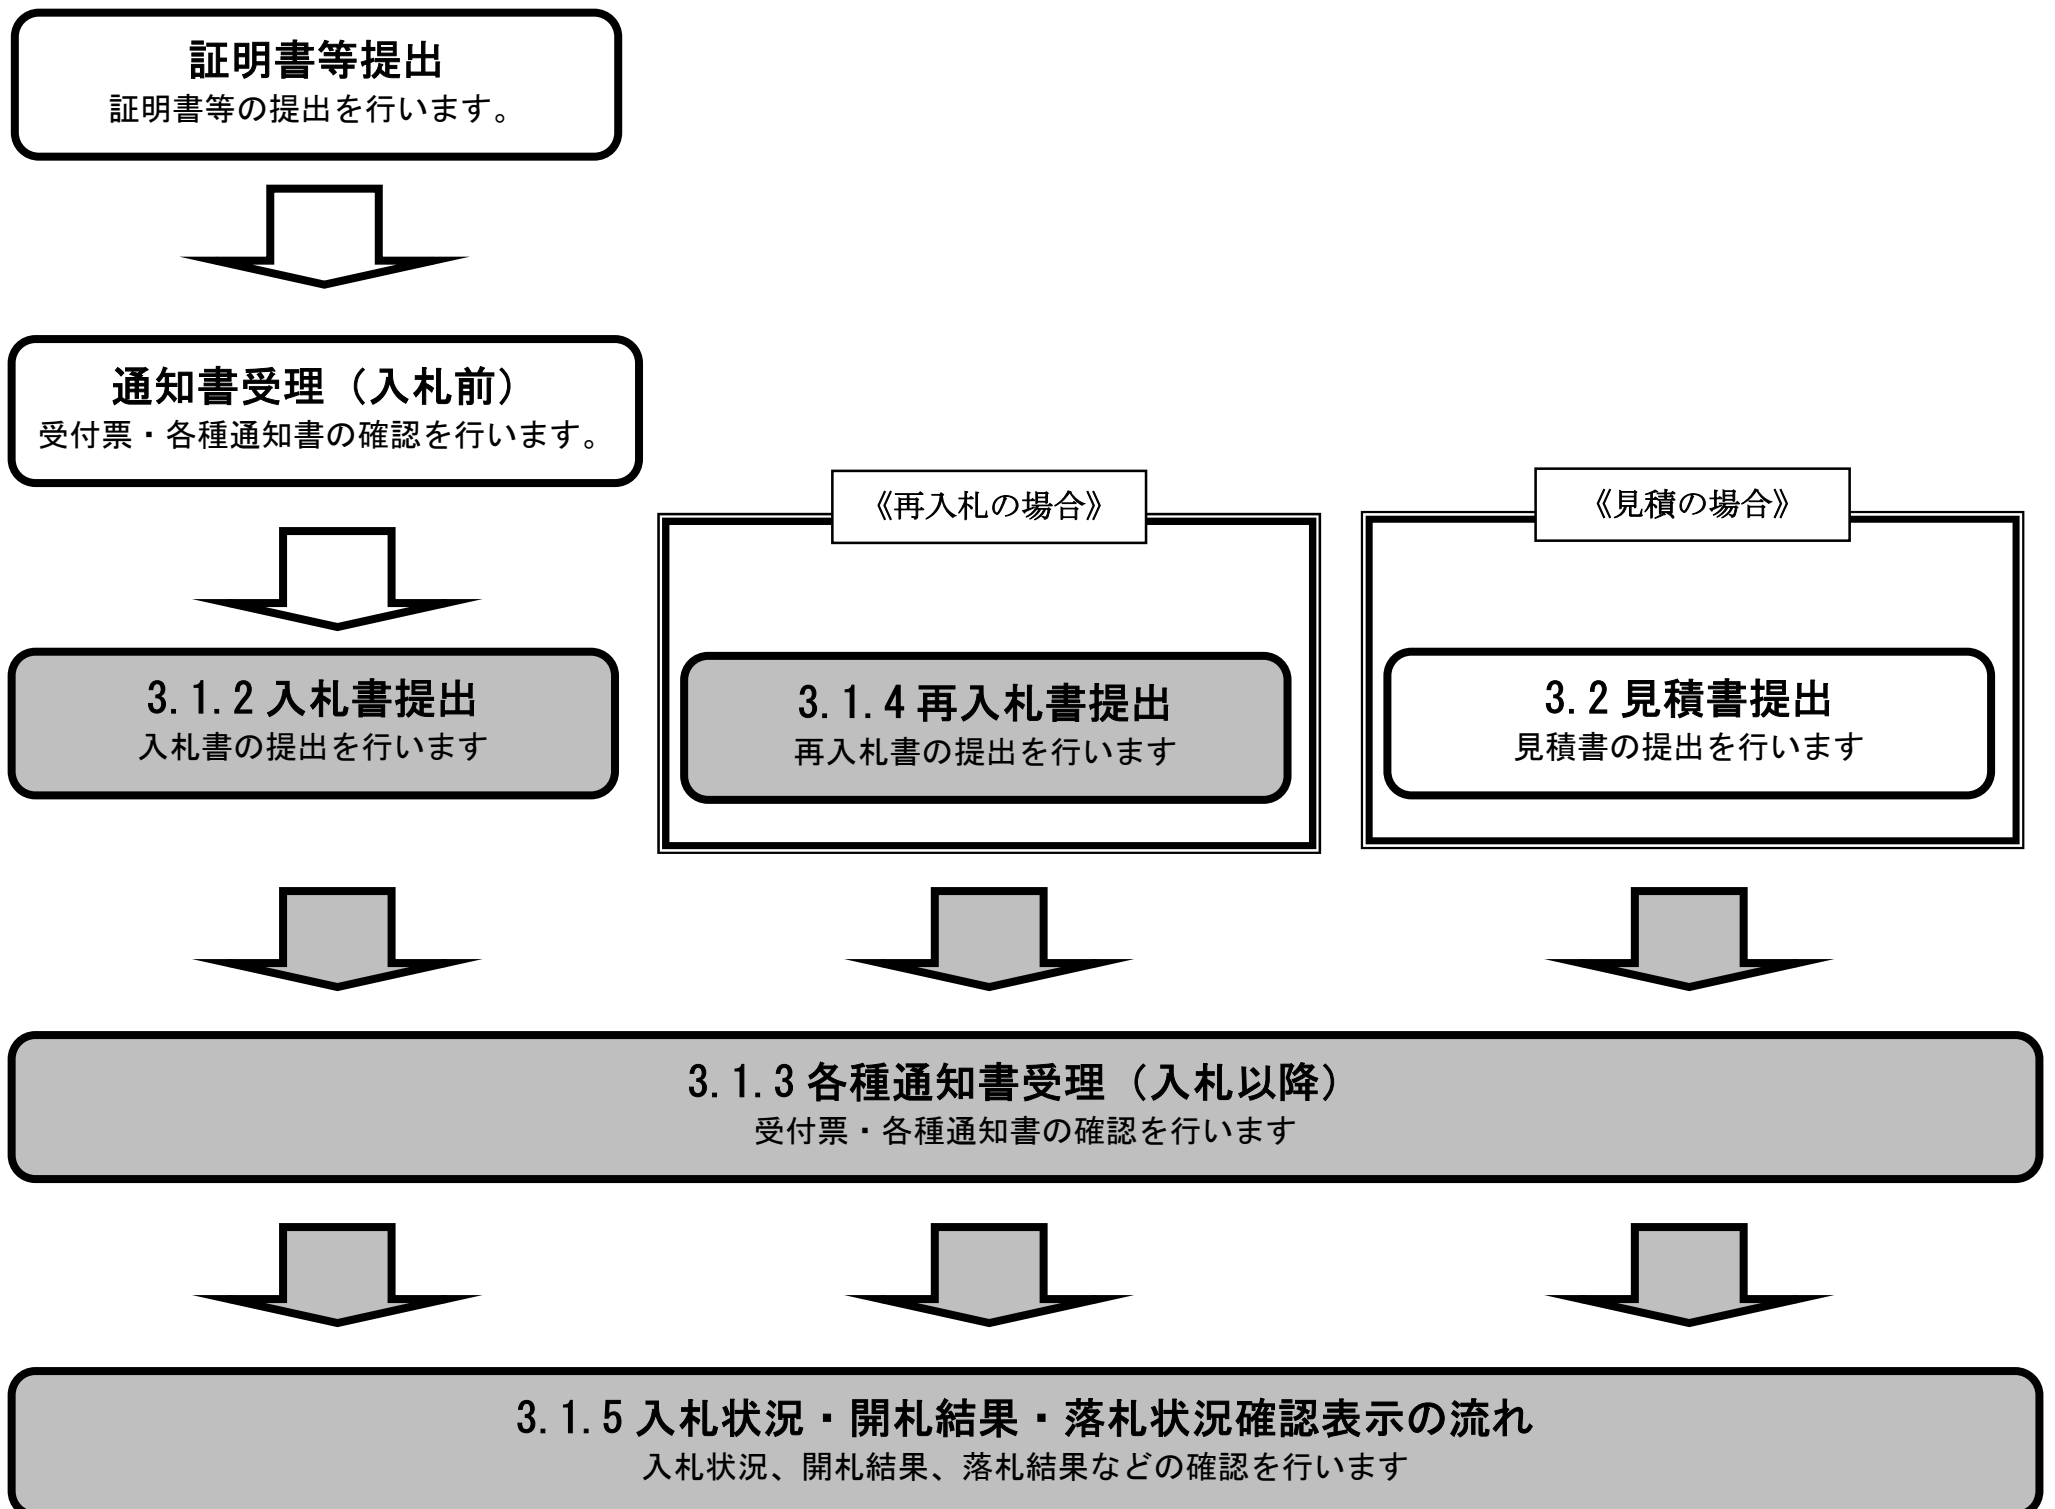 証明書等提出
証明書等の提出を行います。
通知書受理（入札前）
受付票・各種通知書の確認を行います。
《再入札の場合》
《見積の場合》
3.1.2 入札書提出
入札書の提出を行います
3.1.4 再入札書提出
再入札書の提出を行います
3.2 見積書提出
見積書の提出を行います
3.1.3 各種通知書受理（入札以降）
受付票・各種通知書の確認を行います
3.1.5 入札状況・開札結果・落札状況確認表示の流れ
入札状況、開札結果、落札結果などの確認を行います